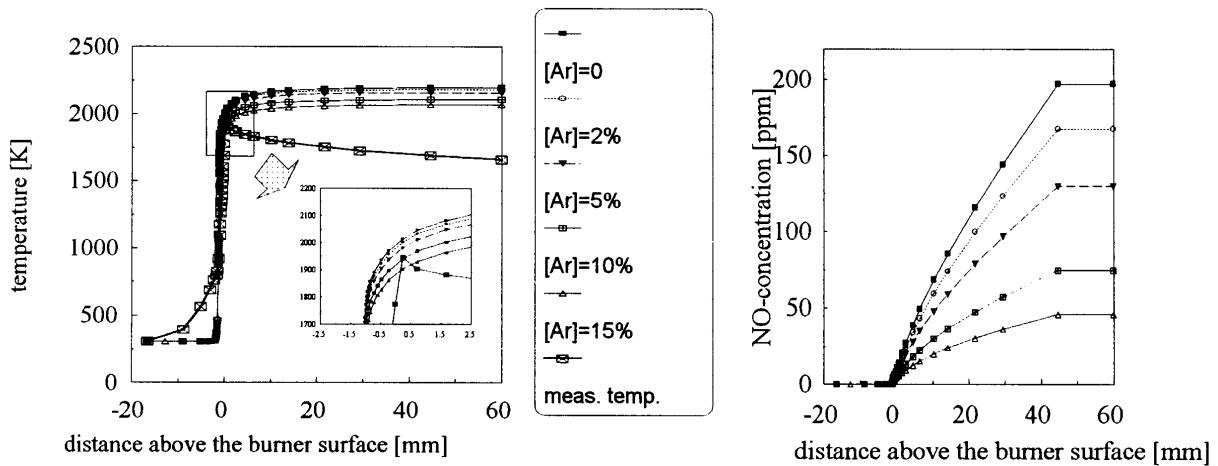 2500
2000
1500
1000
500
0
temperature [K]
-20 0 20 40 60
distance above the burner surface [mm]
2200
2100
2000
1900
1800
1700
-2.5 -1.5 -0.5 0.5 1.5 2.5
[Ar]=0
[Ar]=2%
[Ar]=5%
[Ar]=10%
[Ar]=15%
meas. temp.
200
150
100
50
0
NO-concentration [ppm]
-20 0 20 40 60
distance above the burner surface [mm]